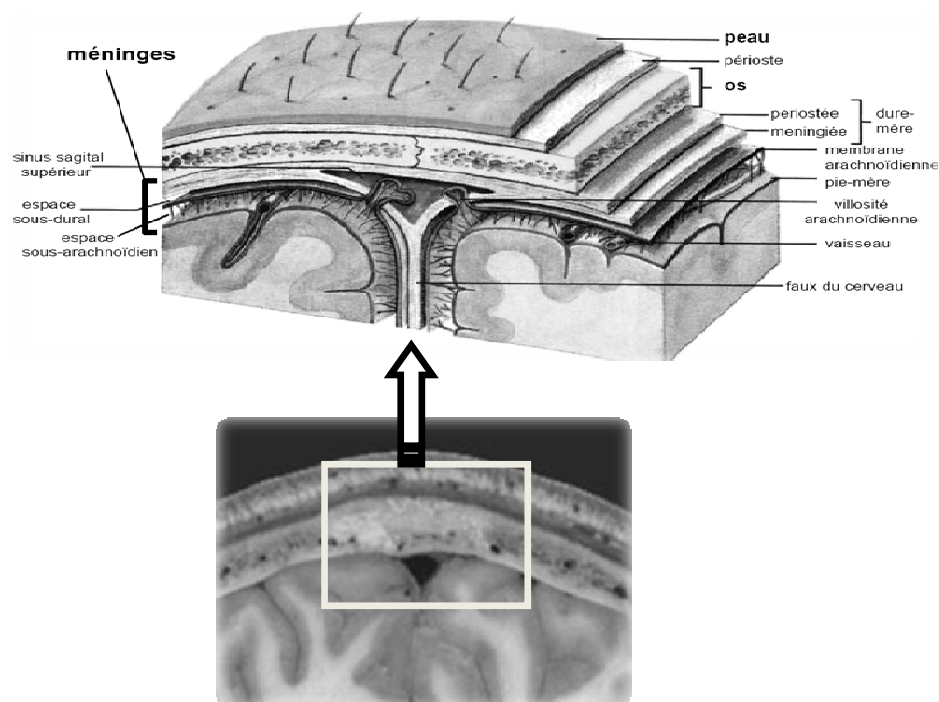 méninges
sinus sagital
supérieur
espace
sous-dural
espace
sous-arachnoïdien
peau
périoste
os
periostée
meningiée
dure-
mère
membrane
arachnoïdienne
pie-mère
villosité
arachnoïdienne
vaisseau
faux du cerveau